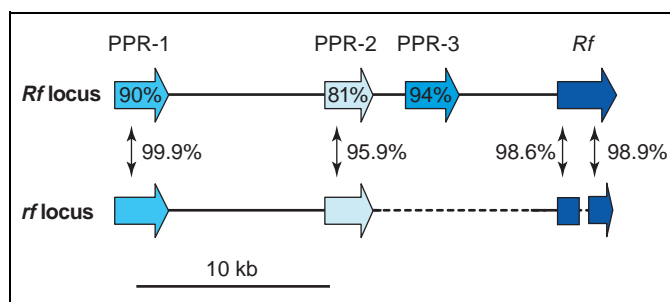 PPR-1 PPR-2 PPR-3 Rf
Rf locus 90% 81% 94%
99.9% 95.9% 98.6% 98.9%
rf locus
10 kb